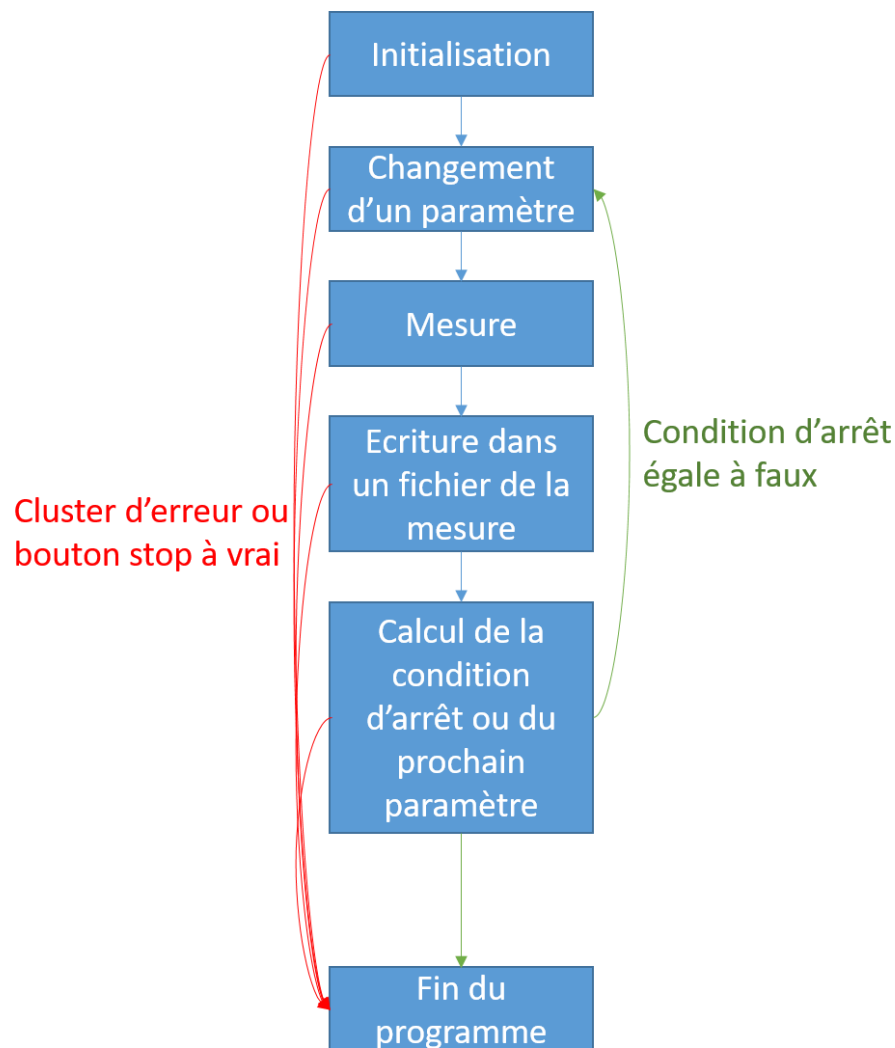 Initialisation
Changement
d’un paramètre
Mesure
Ecriture dans
un fichier de la
mesure
Condition d’arrêt
égale à faux
Cluster d’erreur ou
bouton stop à vrai
Calcul de la
condition
d’arrêt ou du
prochain
paramètre
Fin du
programme